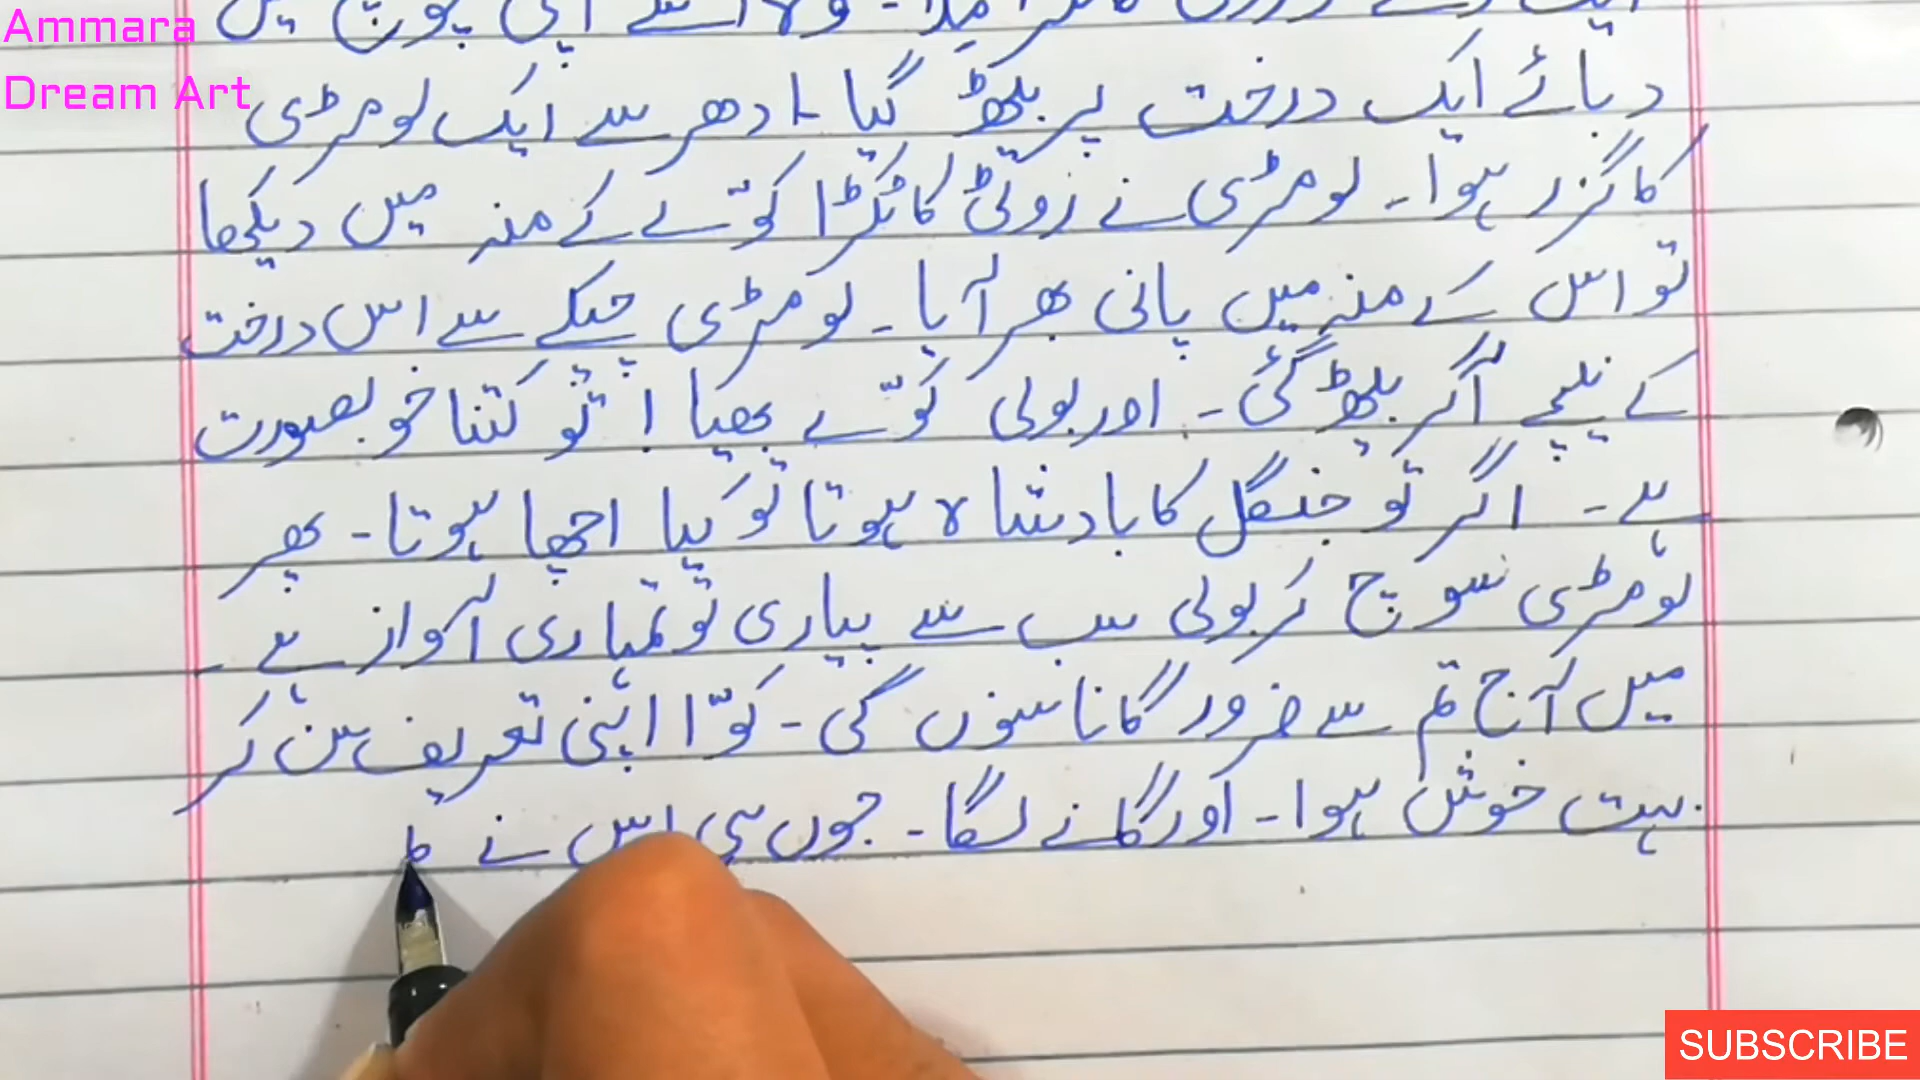 Ammara
Dream Art
دبائے ایک درخت پر بیٹھ گیا - ادھر سے ایک لومڑی
کا گزر ہوا - لومڑی نے روٹی کا ٹکڑا کوّے کے منہ میں دیکھا
تو اس کے منہ میں پانی بھر آیا - لومڑی چپکے سے اس درخت
کے نیچے آکر بیٹھ گئی - اور بولی کوّے بھیا ! تُو کتنا خوبصورت
ہے - اگر تو جنگل کا بادشاہ ہوتا تو کیا اچھا ہوتا - پھر
لومڑی سوچ کر بولی سب سے پیاری تو تمہاری آواز ہے -
میں آج تم سے ضرور گانا سنوں گی - کوّا اپنی تعریف سن کر
بہت خوش ہوا - اور گانے لگا - جوں ہی اس نے
SUBSCRIBE